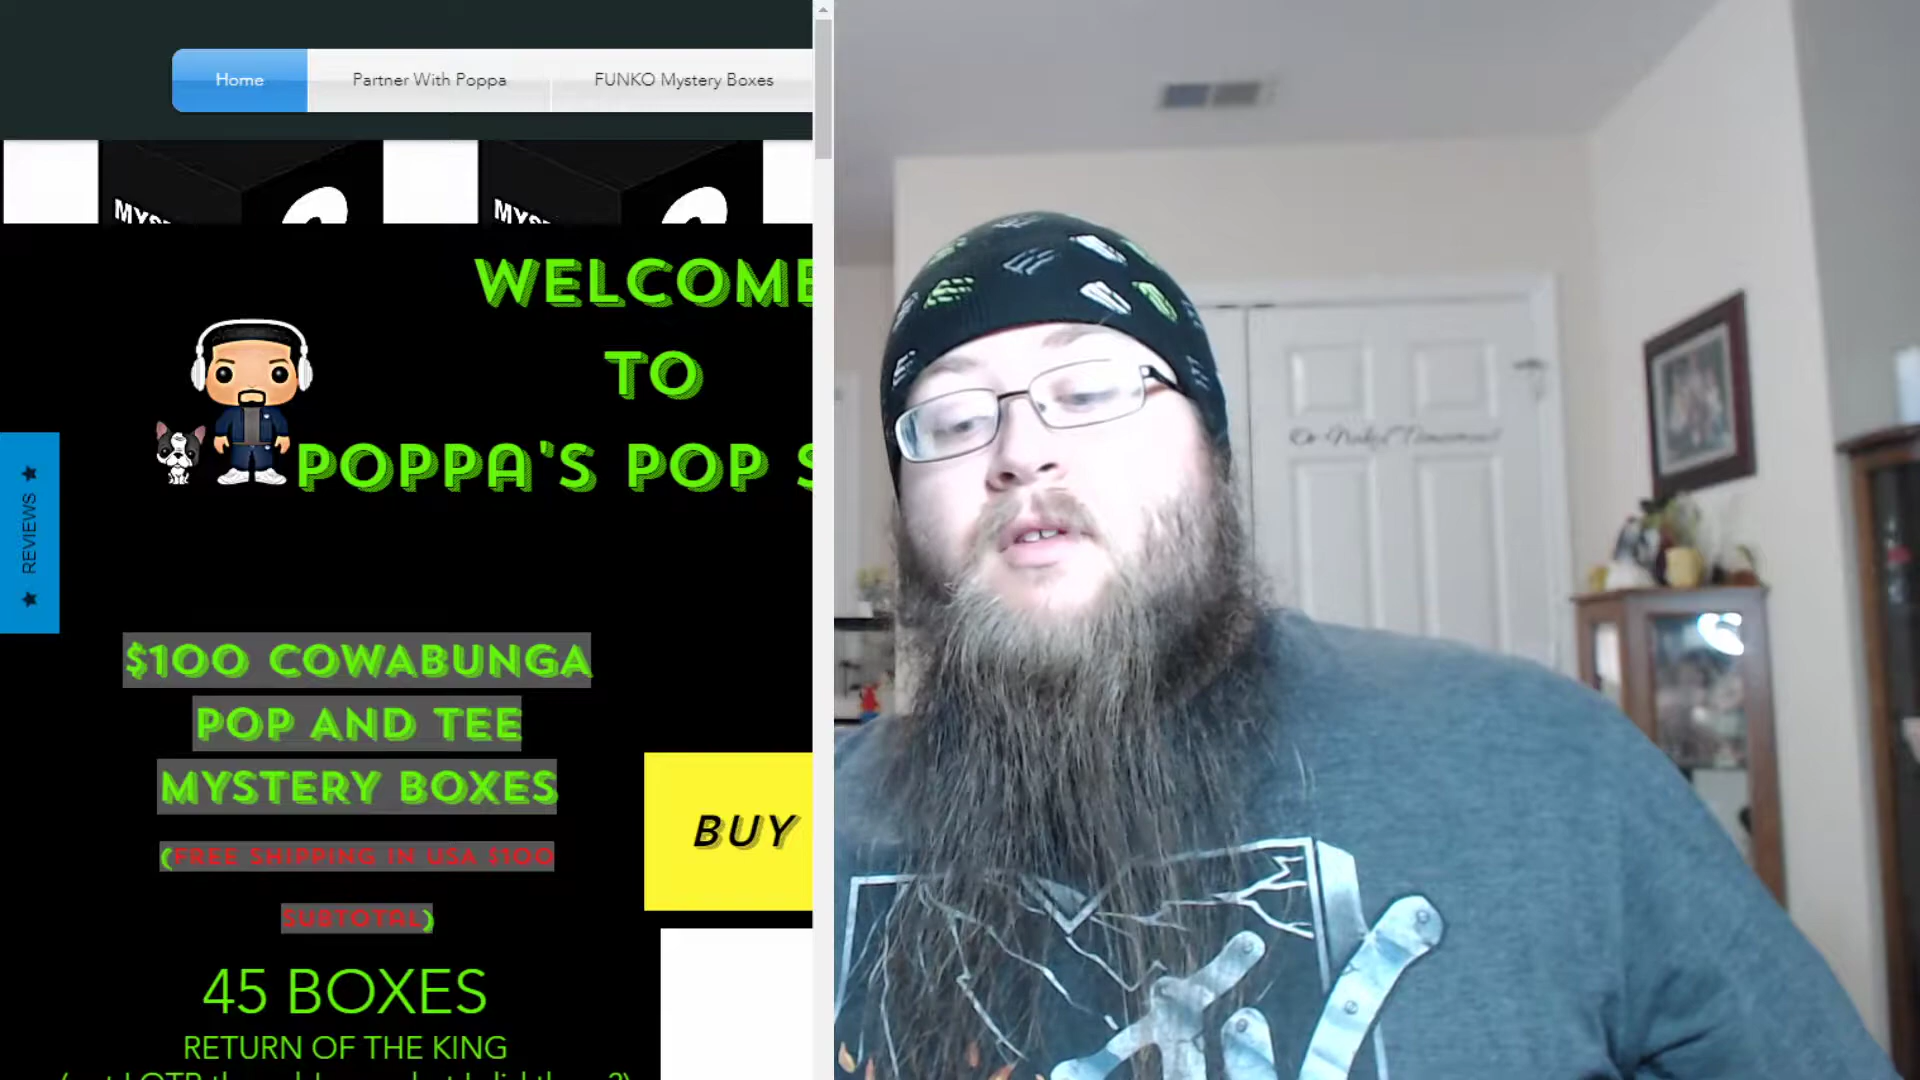 Home
Partner With Poppa
FUNKO Mystery Boxes
WELCOME
TO
POPPA'S POP S
REVIEWS
$100 COWABUNGA
POP AND TEE
MYSTERY BOXES
(FREE SHIPPING IN USA $100
SUBTOTAL)
BUY
45 BOXES
RETURN OF THE KING